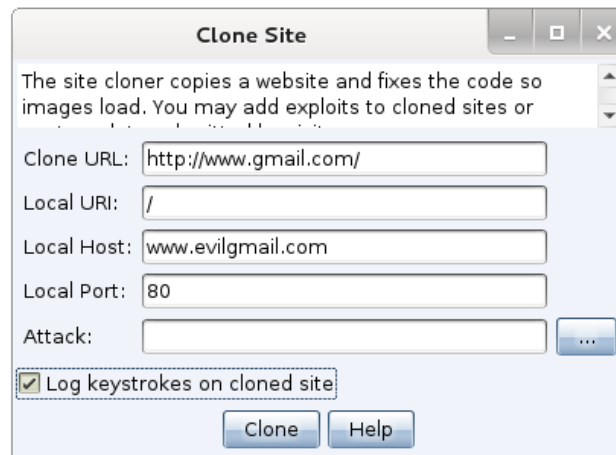 Clone Site
The site cloner copies a website and fixes the code so
images load. You may add exploits to cloned sites or
Clone URL: http://www.gmail.com/
Local URI: /
Local Host: www.evilgmail.com
Local Port: 80
Attack: ...
Log keystrokes on cloned site
Clone Help